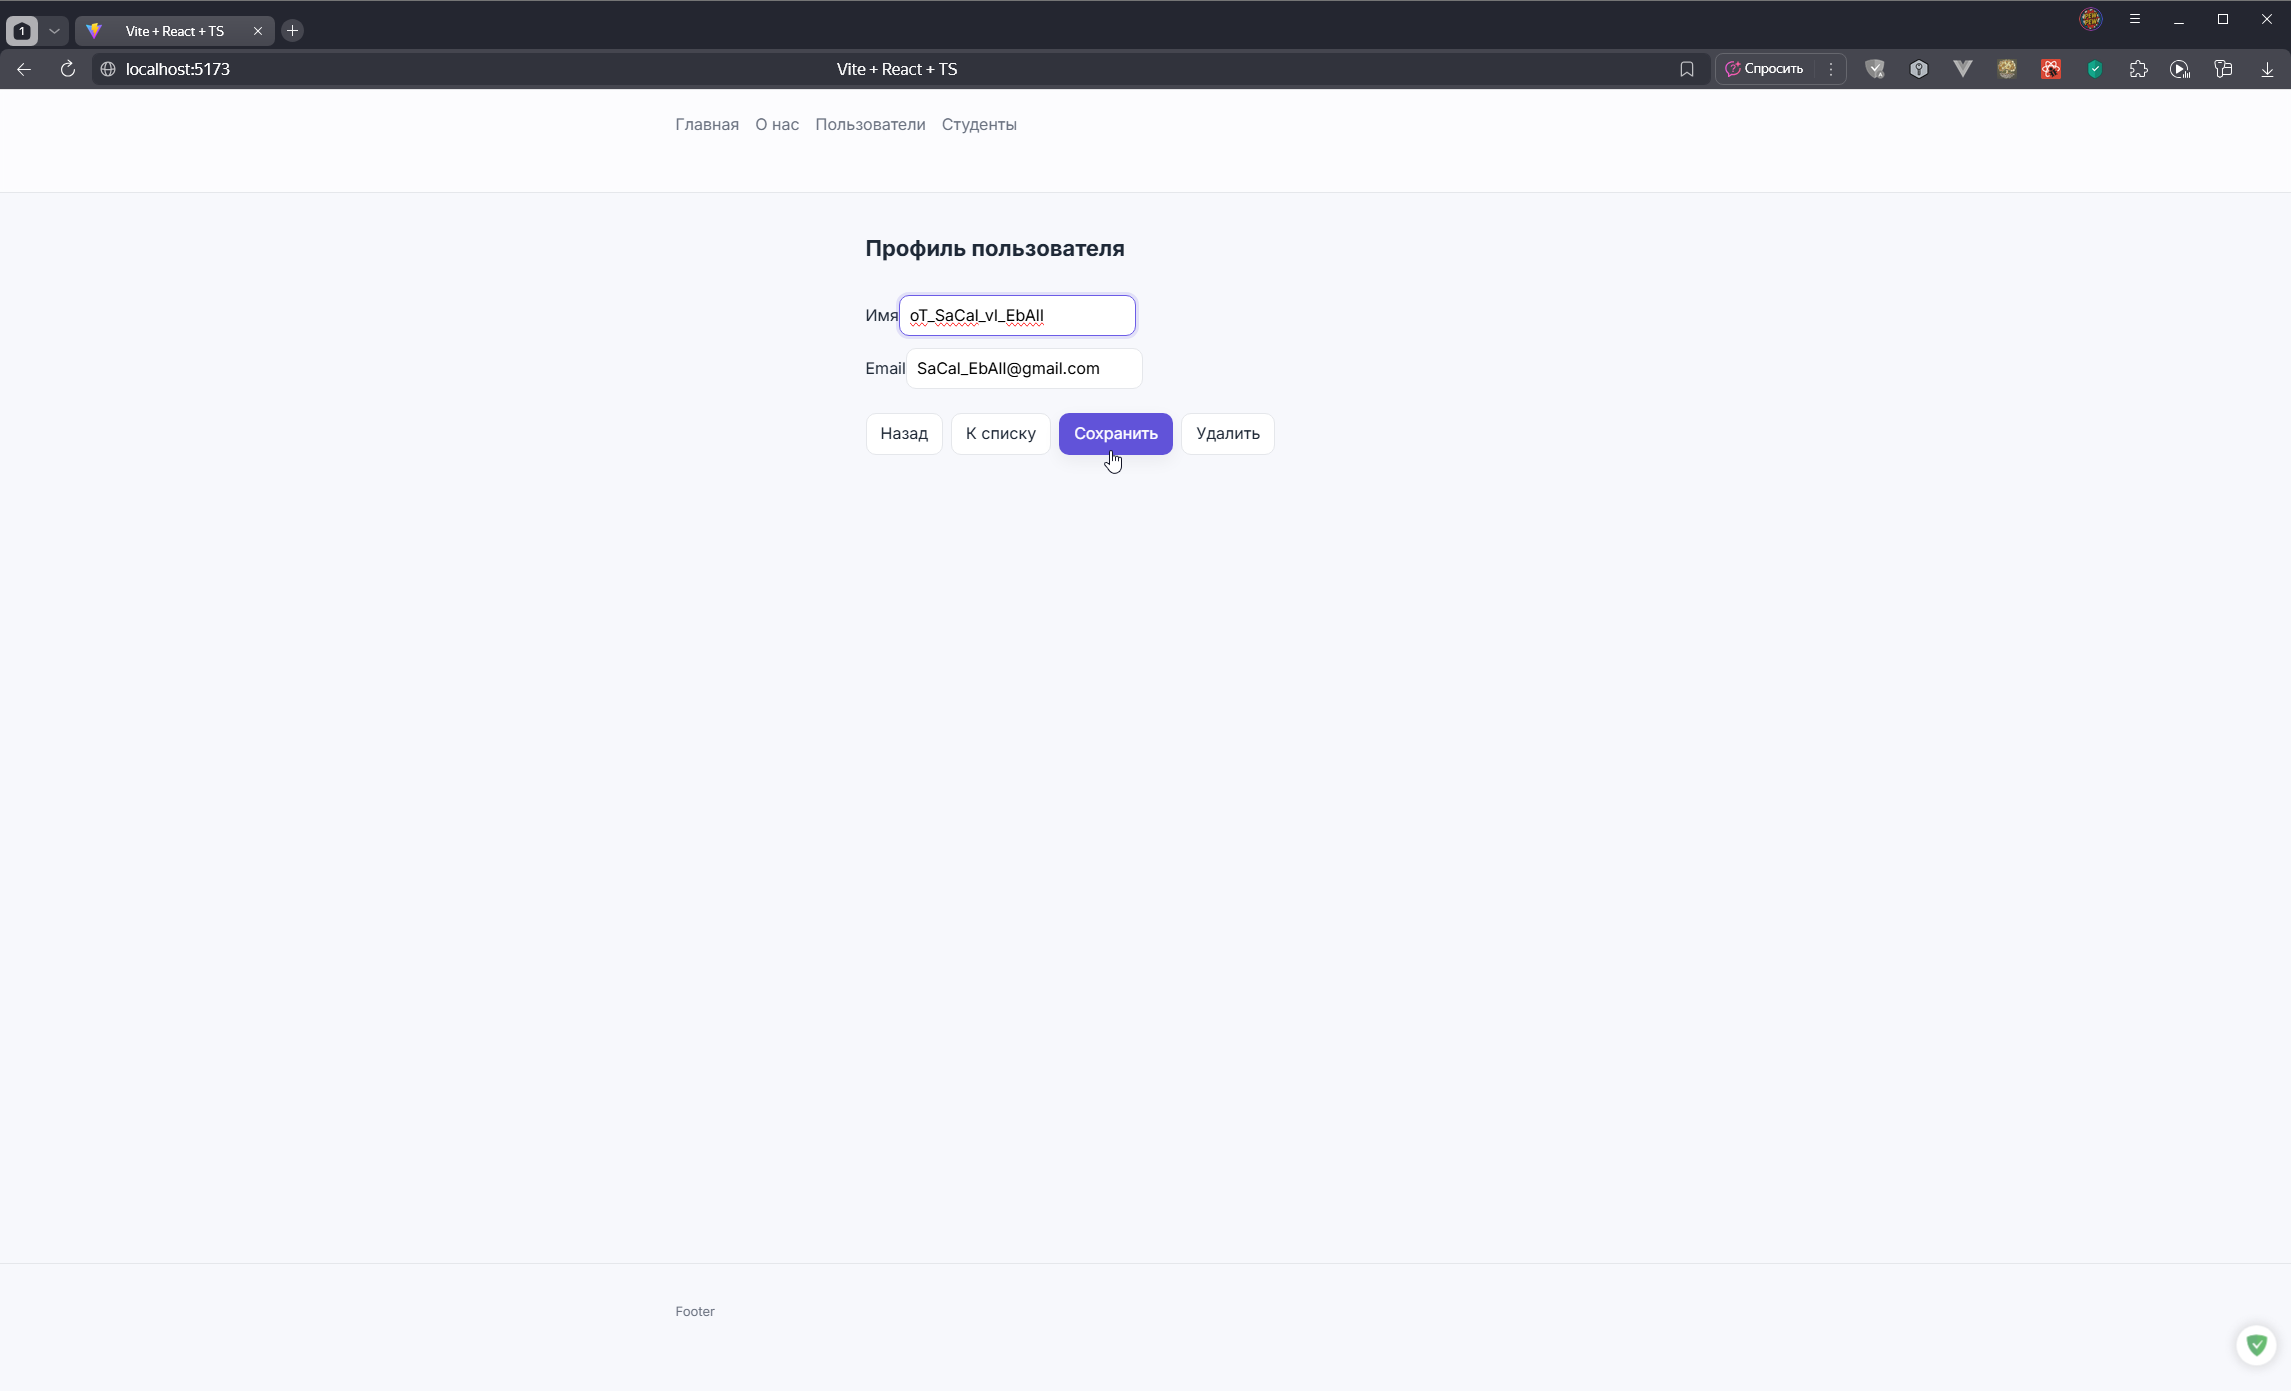 1
Vite + React + TS
localhost:5173
Vite + React + TS
Спросить
Главная О нас Пользователи Студенты
Профиль пользователя
Имя oT_SaCal_vI_EbAll
Email SaCal_EbAll@gmail.com
Назад К списку Сохранить Удалить
Footer